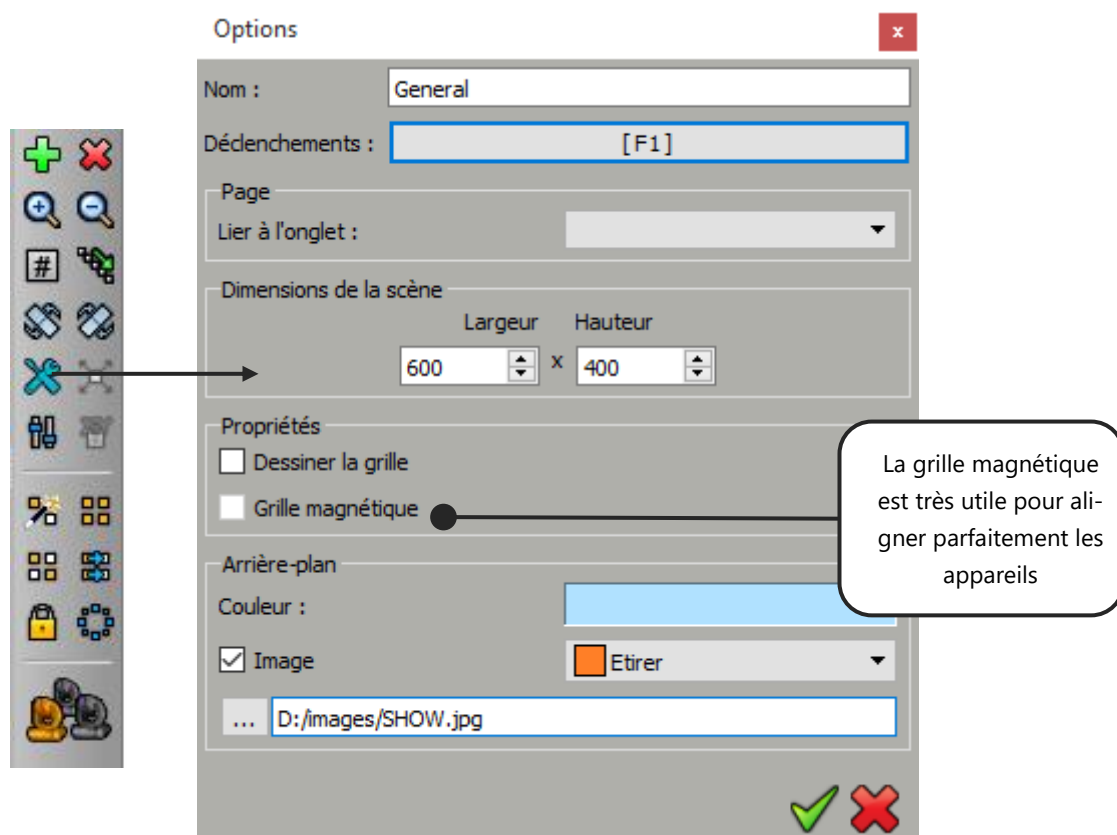 Options
x
Nom :
General
Déclenchements :
[F1]
#
Page
Lier à l'onglet :
Dimensions de la scène
Largeur Hauteur
600 x 400
Propriétés
Dessiner la grille
Grille magnétique
La grille magnétique
est très utile pour ali-
gner parfaitement les
appareils
Arrière-plan
Couleur :
Image
Etirer
... D:/images/SHOW.jpg